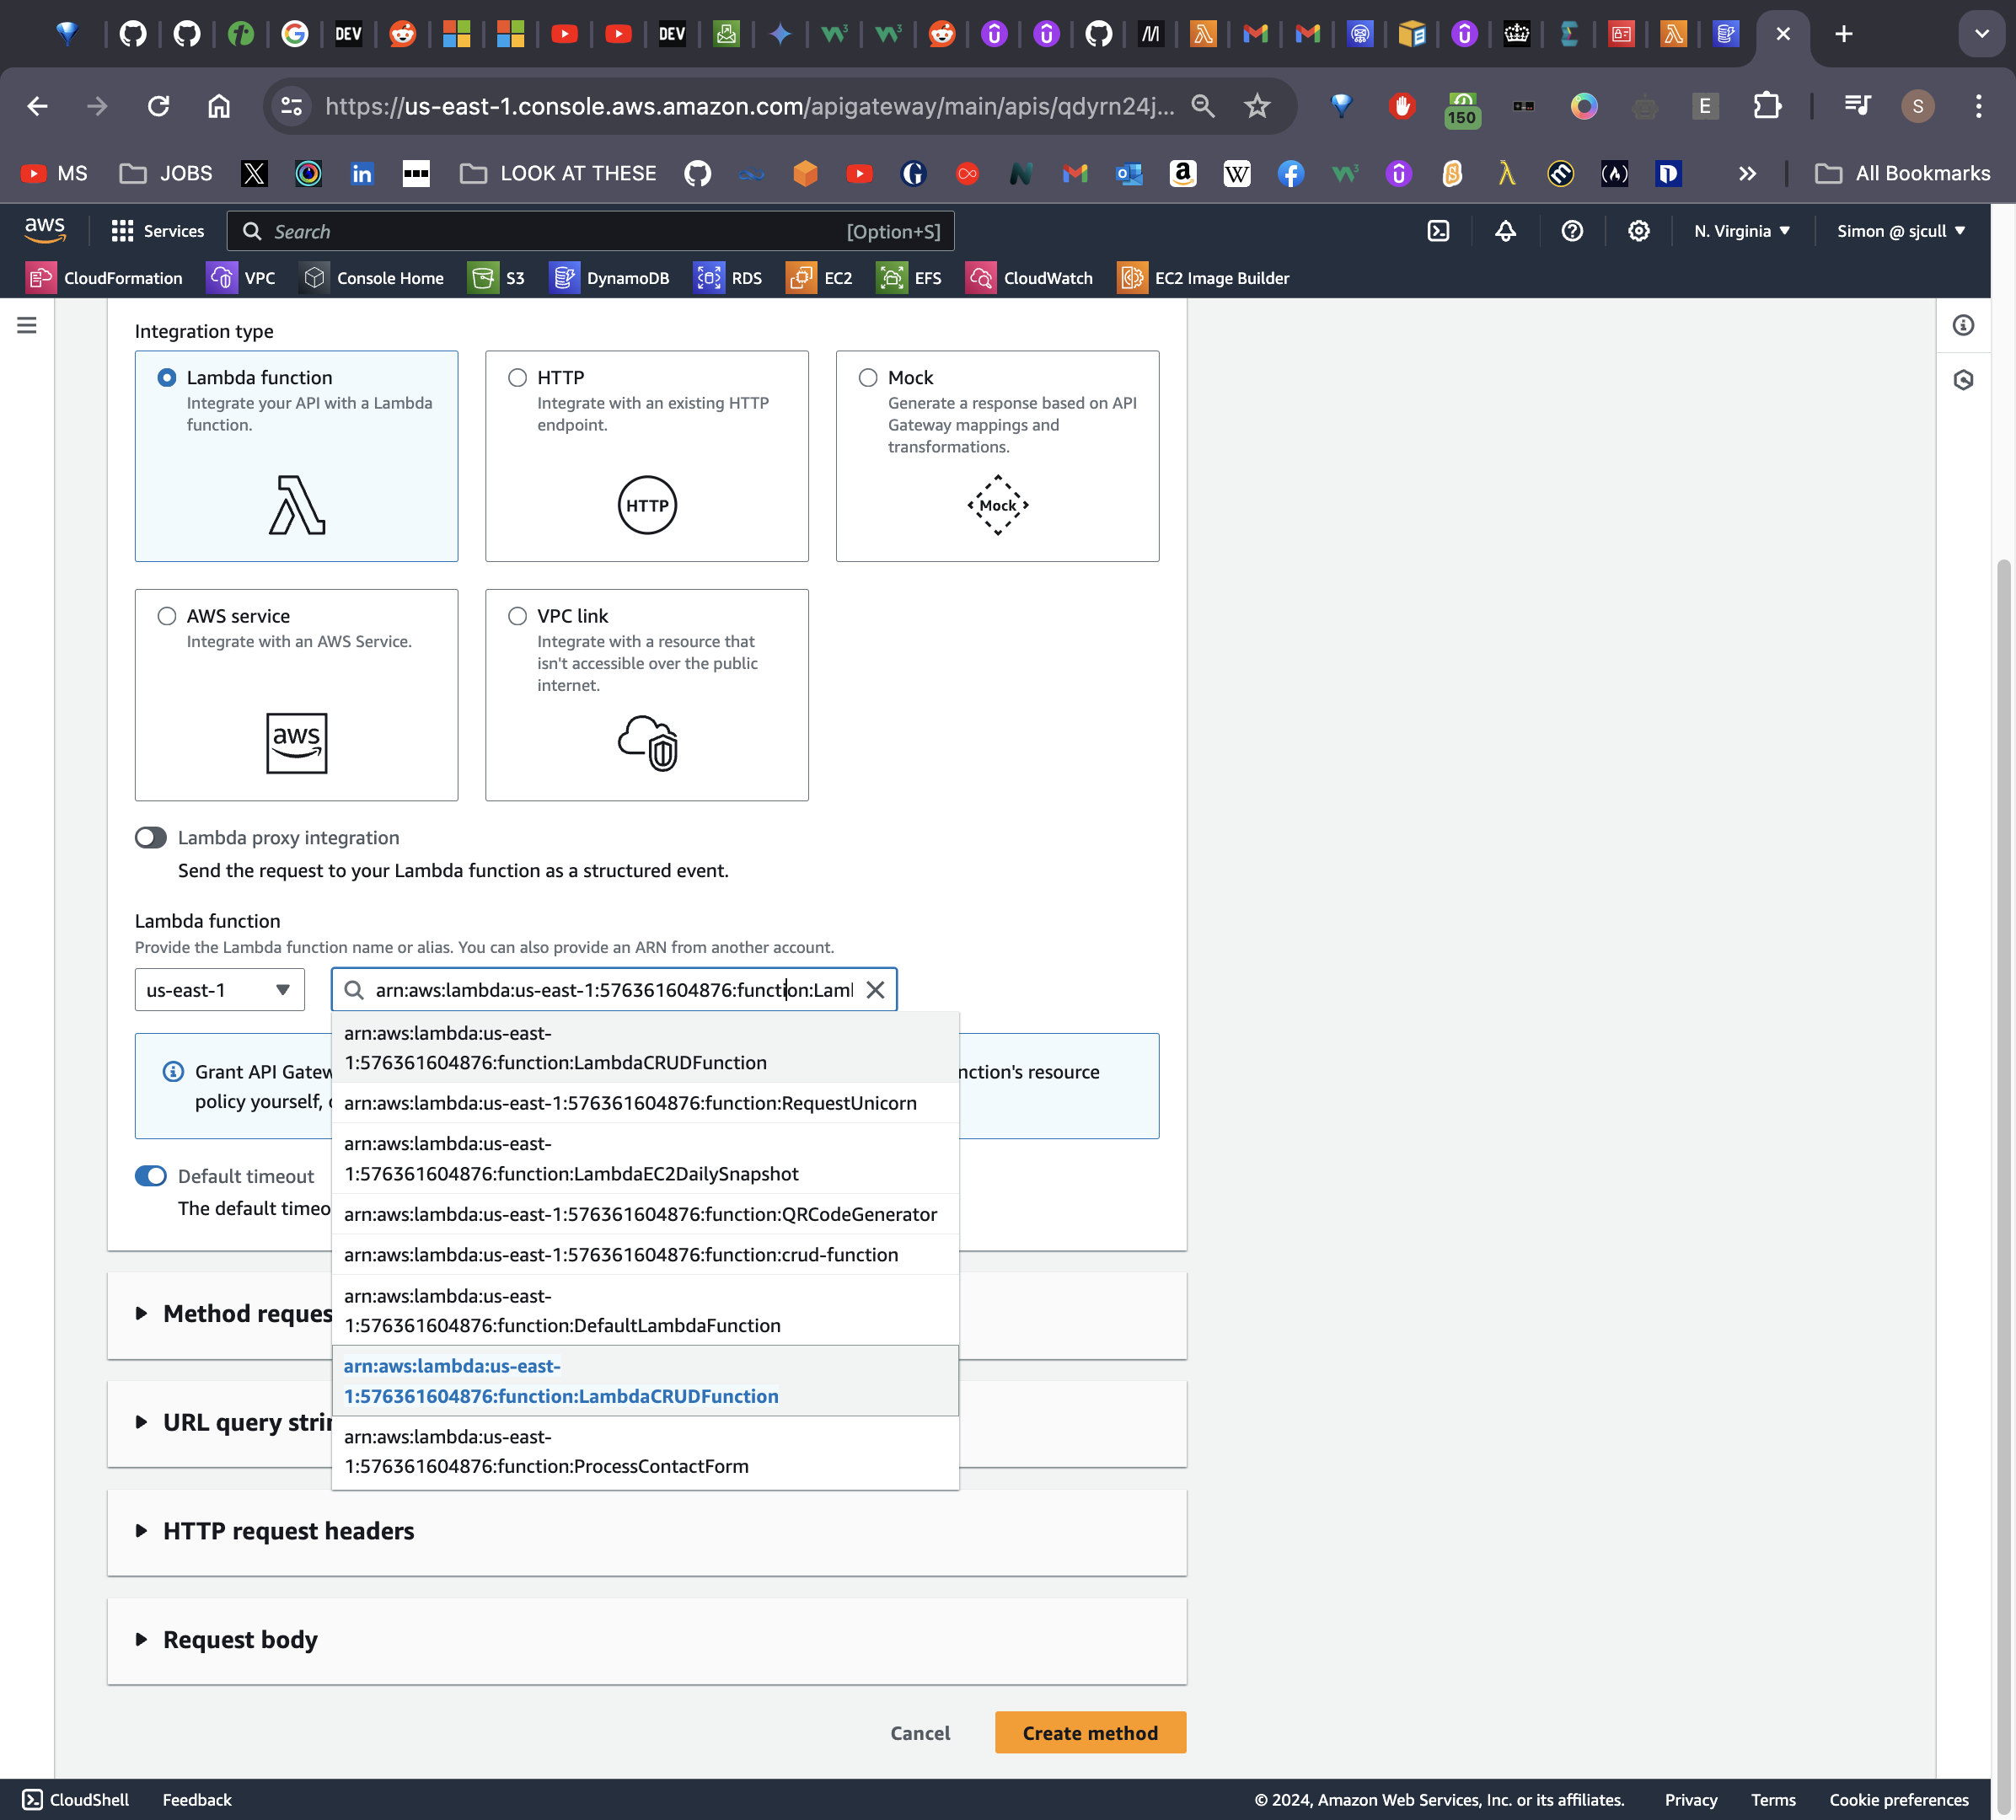 DEV
DEV
https://us-east-1.console.aws.amazon.com/apigateway/main/apis/qdyrn24j...
150
E
S
MS
JOBS
LOOK AT THESE
All Bookmarks
aws
Services
Search
[Option+S]
N. Virginia
Simon @ sjcull
CloudFormation
VPC
Console Home
S3
DynamoDB
RDS
EC2
EFS
CloudWatch
EC2 Image Builder
Integration type
Lambda function
Integrate your API with a Lambda
function.
HTTP
Integrate with an existing HTTP
endpoint.
HTTP
Mock
Generate a response based on API
Gateway mappings and
transformations.
Mock
AWS service
Integrate with an AWS Service.
aws
VPC link
Integrate with a resource that
isn't accessible over the public
internet.
Lambda proxy integration
Send the request to your Lambda function as a structured event.
Lambda function
Provide the Lambda function name or alias. You can also provide an ARN from another account.
us-east-1
arn:aws:lambda:us-east-1:576361604876:function:Laml
arn:aws:lambda:us-east-
1:576361604876:function:LambdaCRUDFunction
arn:aws:lambda:us-east-1:576361604876:function:RequestUnicorn
arn:aws:lambda:us-east-
1:576361604876:function:LambdaEC2DailySnapshot
arn:aws:lambda:us-east-1:576361604876:function:QRCodeGenerator
arn:aws:lambda:us-east-1:576361604876:function:crud-function
arn:aws:lambda:us-east-
1:576361604876:function:DefaultLambdaFunction
arn:aws:lambda:us-east-
1:576361604876:function:LambdaCRUDFunction
arn:aws:lambda:us-east-
1:576361604876:function:ProcessContactForm
Grant API Gatew nction's resource
policy yourself,
Default timeout
The default timeo
Method reques
URL query strin
HTTP request headers
Request body
Cancel
Create method
CloudShell
Feedback
© 2024, Amazon Web Services, Inc. or its affiliates.
Privacy
Terms
Cookie preferences